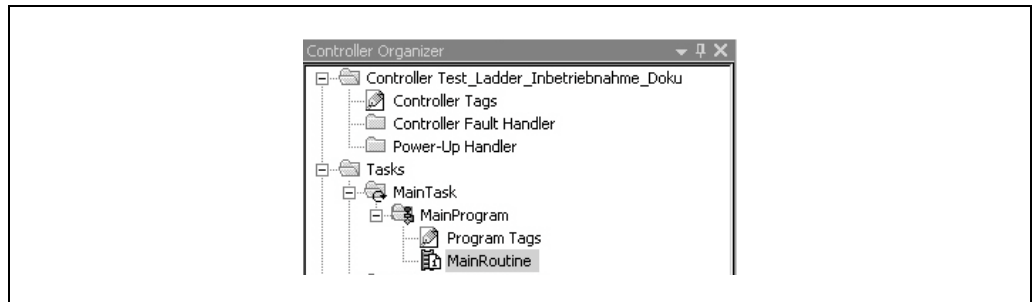 Controller Organizer
Controller Test_Ladder_Inbetriebnahme_Doku
Controller Tags
Controller Fault Handler
Power-Up Handler
Tasks
MainTask
MainProgram
Program Tags
MainRoutine